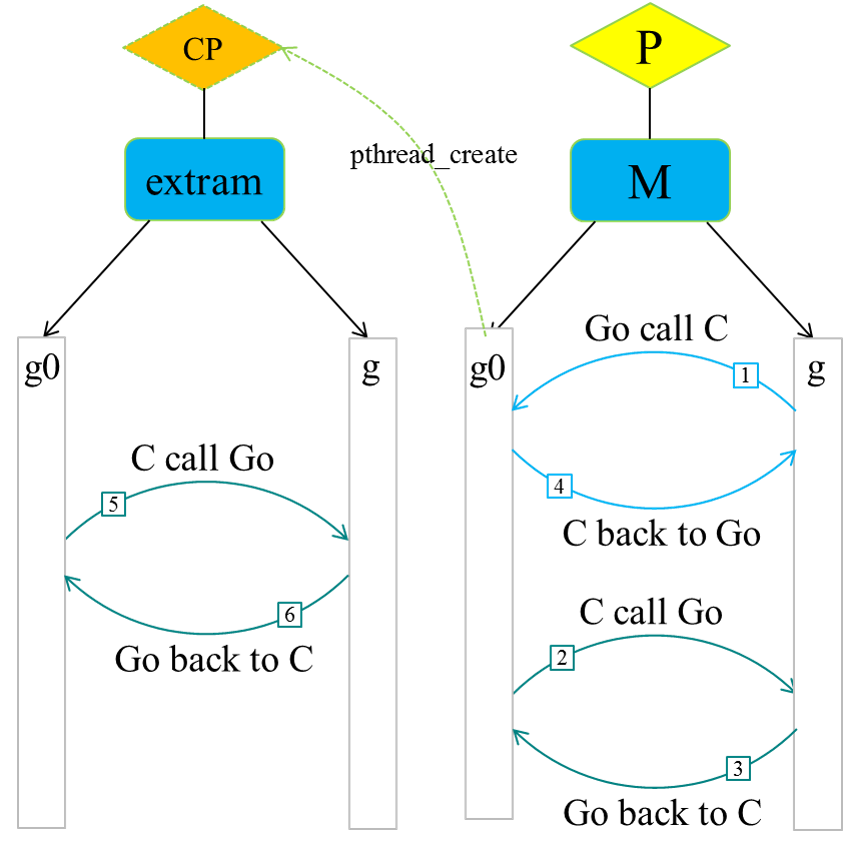 CP
P
pthread_create
extram
M
g0
g
g0
g
Go call C
1
4
C back to Go
C call Go
5
6
Go back to C
C call Go
2
3
Go back to C